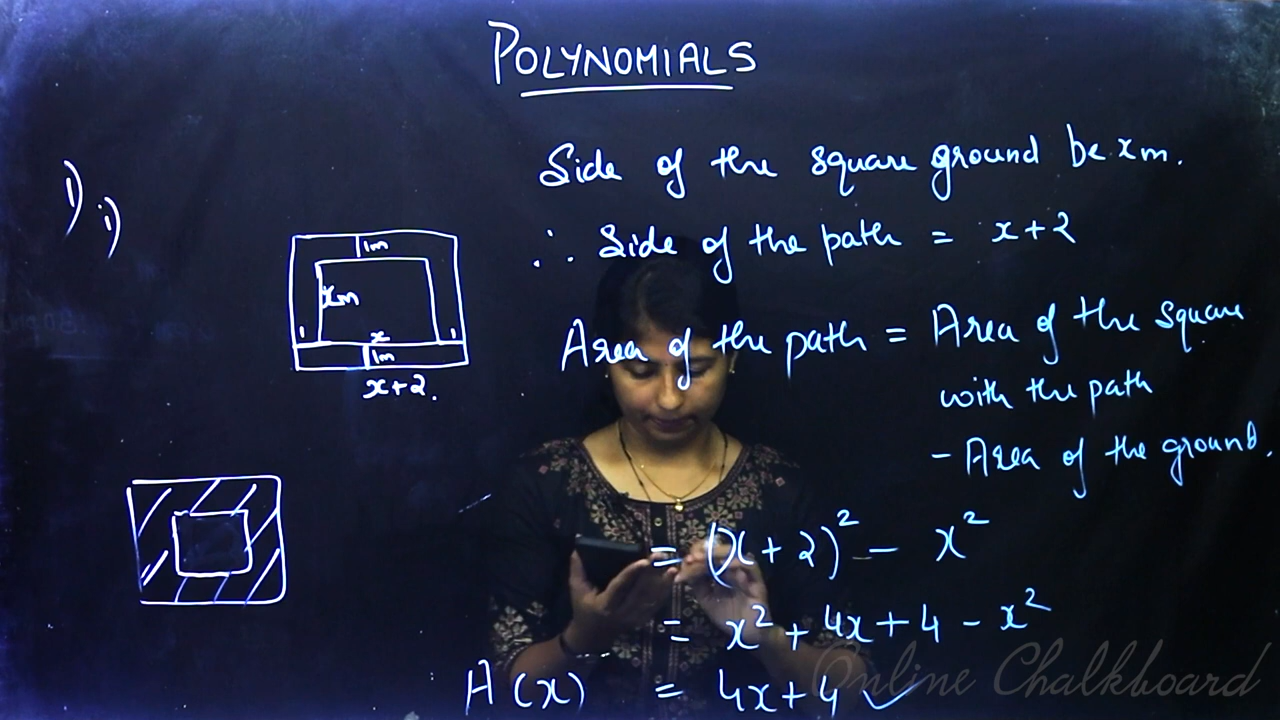 POLYNOMIALS
1) i)
Side of the square ground be x m.
∴ Side of the path = x+2
Area of the path = Area of the square
with the path
- Area of the ground.
= (x+2)² - x²
= x² + 4x + 4 - x²
A(x) = 4x+4 ✓
1m
xm
1 x 1
1m
x+2.
Online Chalkboard